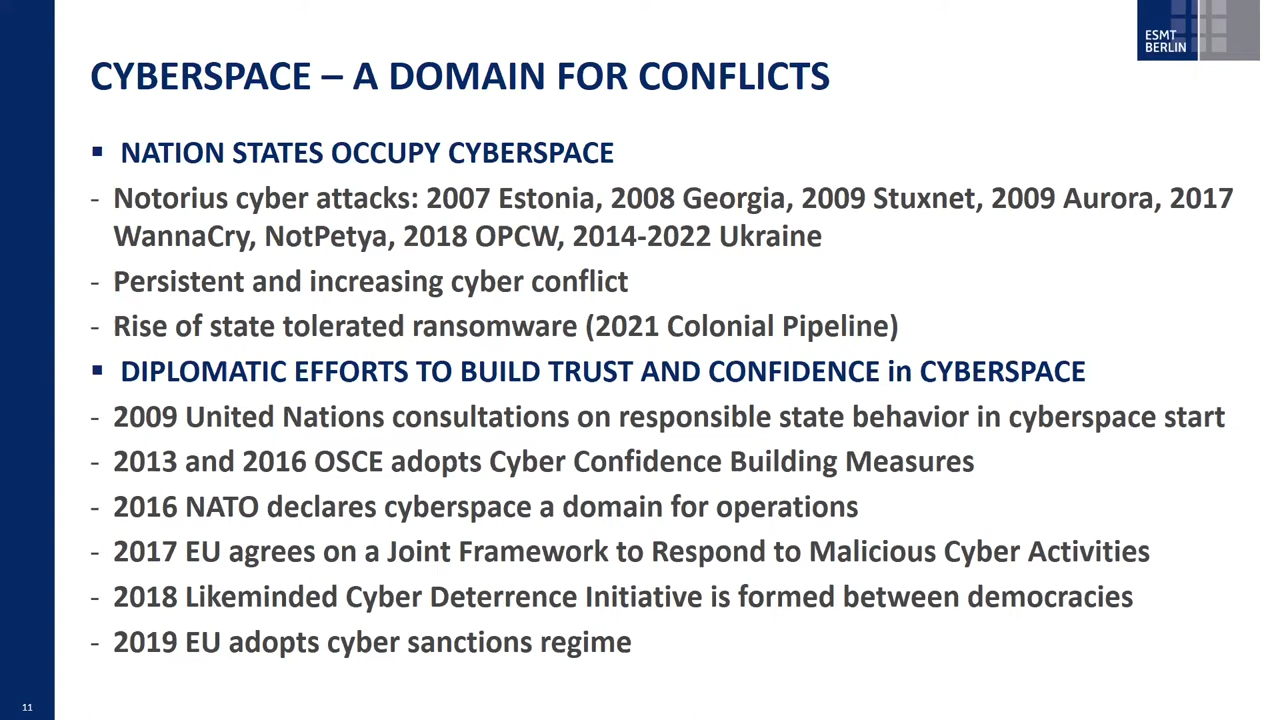 ESMT
BERLIN
CYBERSPACE – A DOMAIN FOR CONFLICTS
▪ NATION STATES OCCUPY CYBERSPACE
- Notorius cyber attacks: 2007 Estonia, 2008 Georgia, 2009 Stuxnet, 2009 Aurora, 2017
WannaCry, NotPetya, 2018 OPCW, 2014-2022 Ukraine
- Persistent and increasing cyber conflict
- Rise of state tolerated ransomware (2021 Colonial Pipeline)
▪ DIPLOMATIC EFFORTS TO BUILD TRUST AND CONFIDENCE in CYBERSPACE
- 2009 United Nations consultations on responsible state behavior in cyberspace start
- 2013 and 2016 OSCE adopts Cyber Confidence Building Measures
- 2016 NATO declares cyberspace a domain for operations
- 2017 EU agrees on a Joint Framework to Respond to Malicious Cyber Activities
- 2018 Likeminded Cyber Deterrence Initiative is formed between democracies
- 2019 EU adopts cyber sanctions regime
11